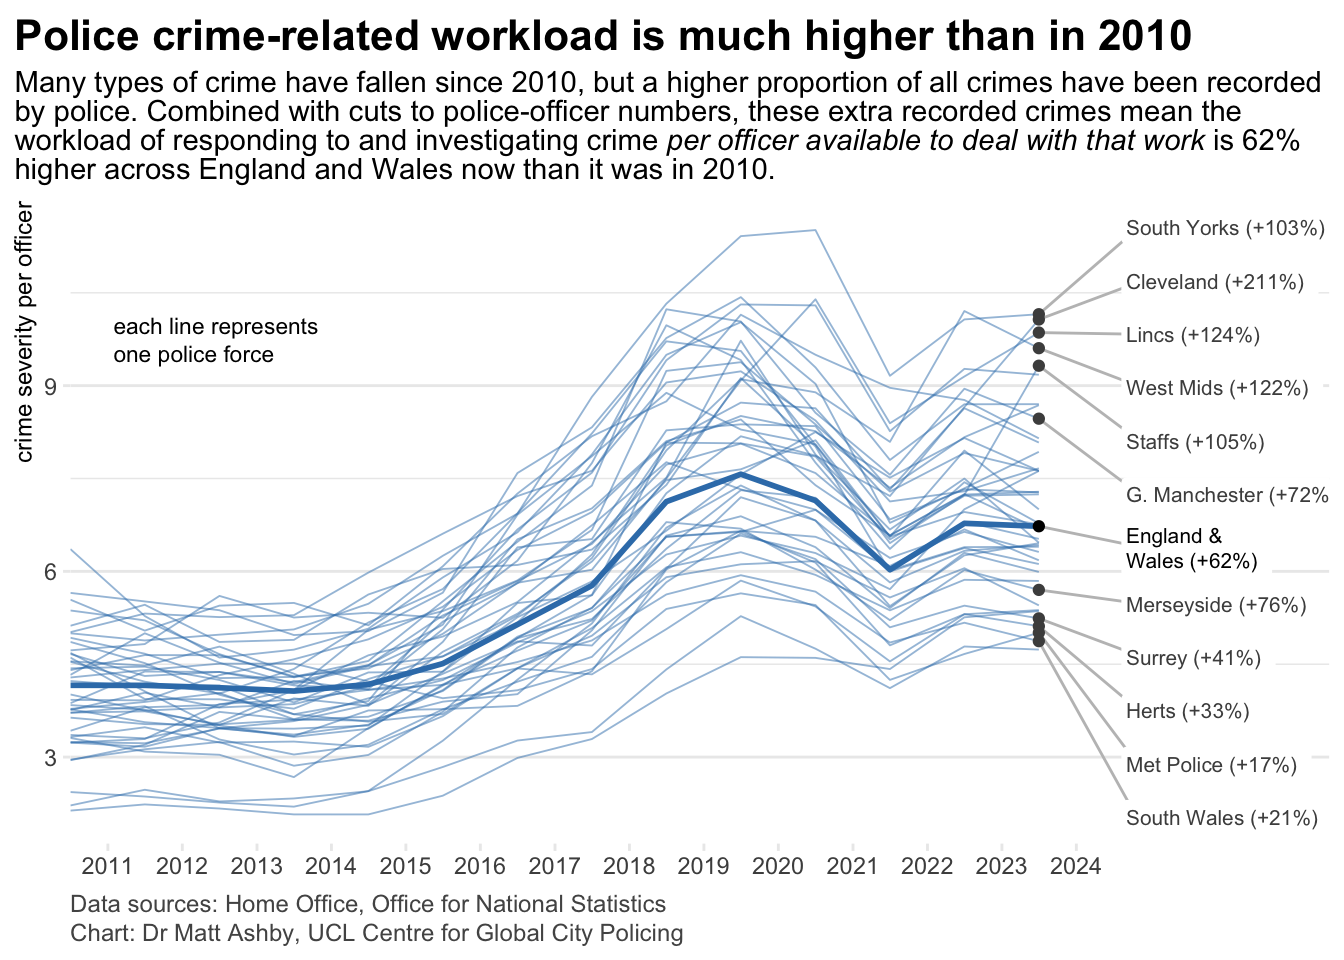 Police crime-related workload is much higher than in 2010
Many types of crime have fallen since 2010, but a higher proportion of all crimes have been recorded
by police. Combined with cuts to police-officer numbers, these extra recorded crimes mean the
workload of responding to and investigating crime per officer available to deal with that work is 62%
higher across England and Wales now than it was in 2010.
crime severity per officer
each line represents
one police force
9
6
3
South Yorks (+103%)
Cleveland (+211%)
Lincs (+124%)
West Mids (+122%)
Staffs (+105%)
G. Manchester (+72%
England &
Wales (+62%)
Merseyside (+76%)
Surrey (+41%)
Herts (+33%)
Met Police (+17%)
South Wales (+21%)
2011 2012 2013 2014 2015 2016 2017 2018 2019 2020 2021 2022 2023 2024
Data sources: Home Office, Office for National Statistics
Chart: Dr Matt Ashby, UCL Centre for Global City Policing